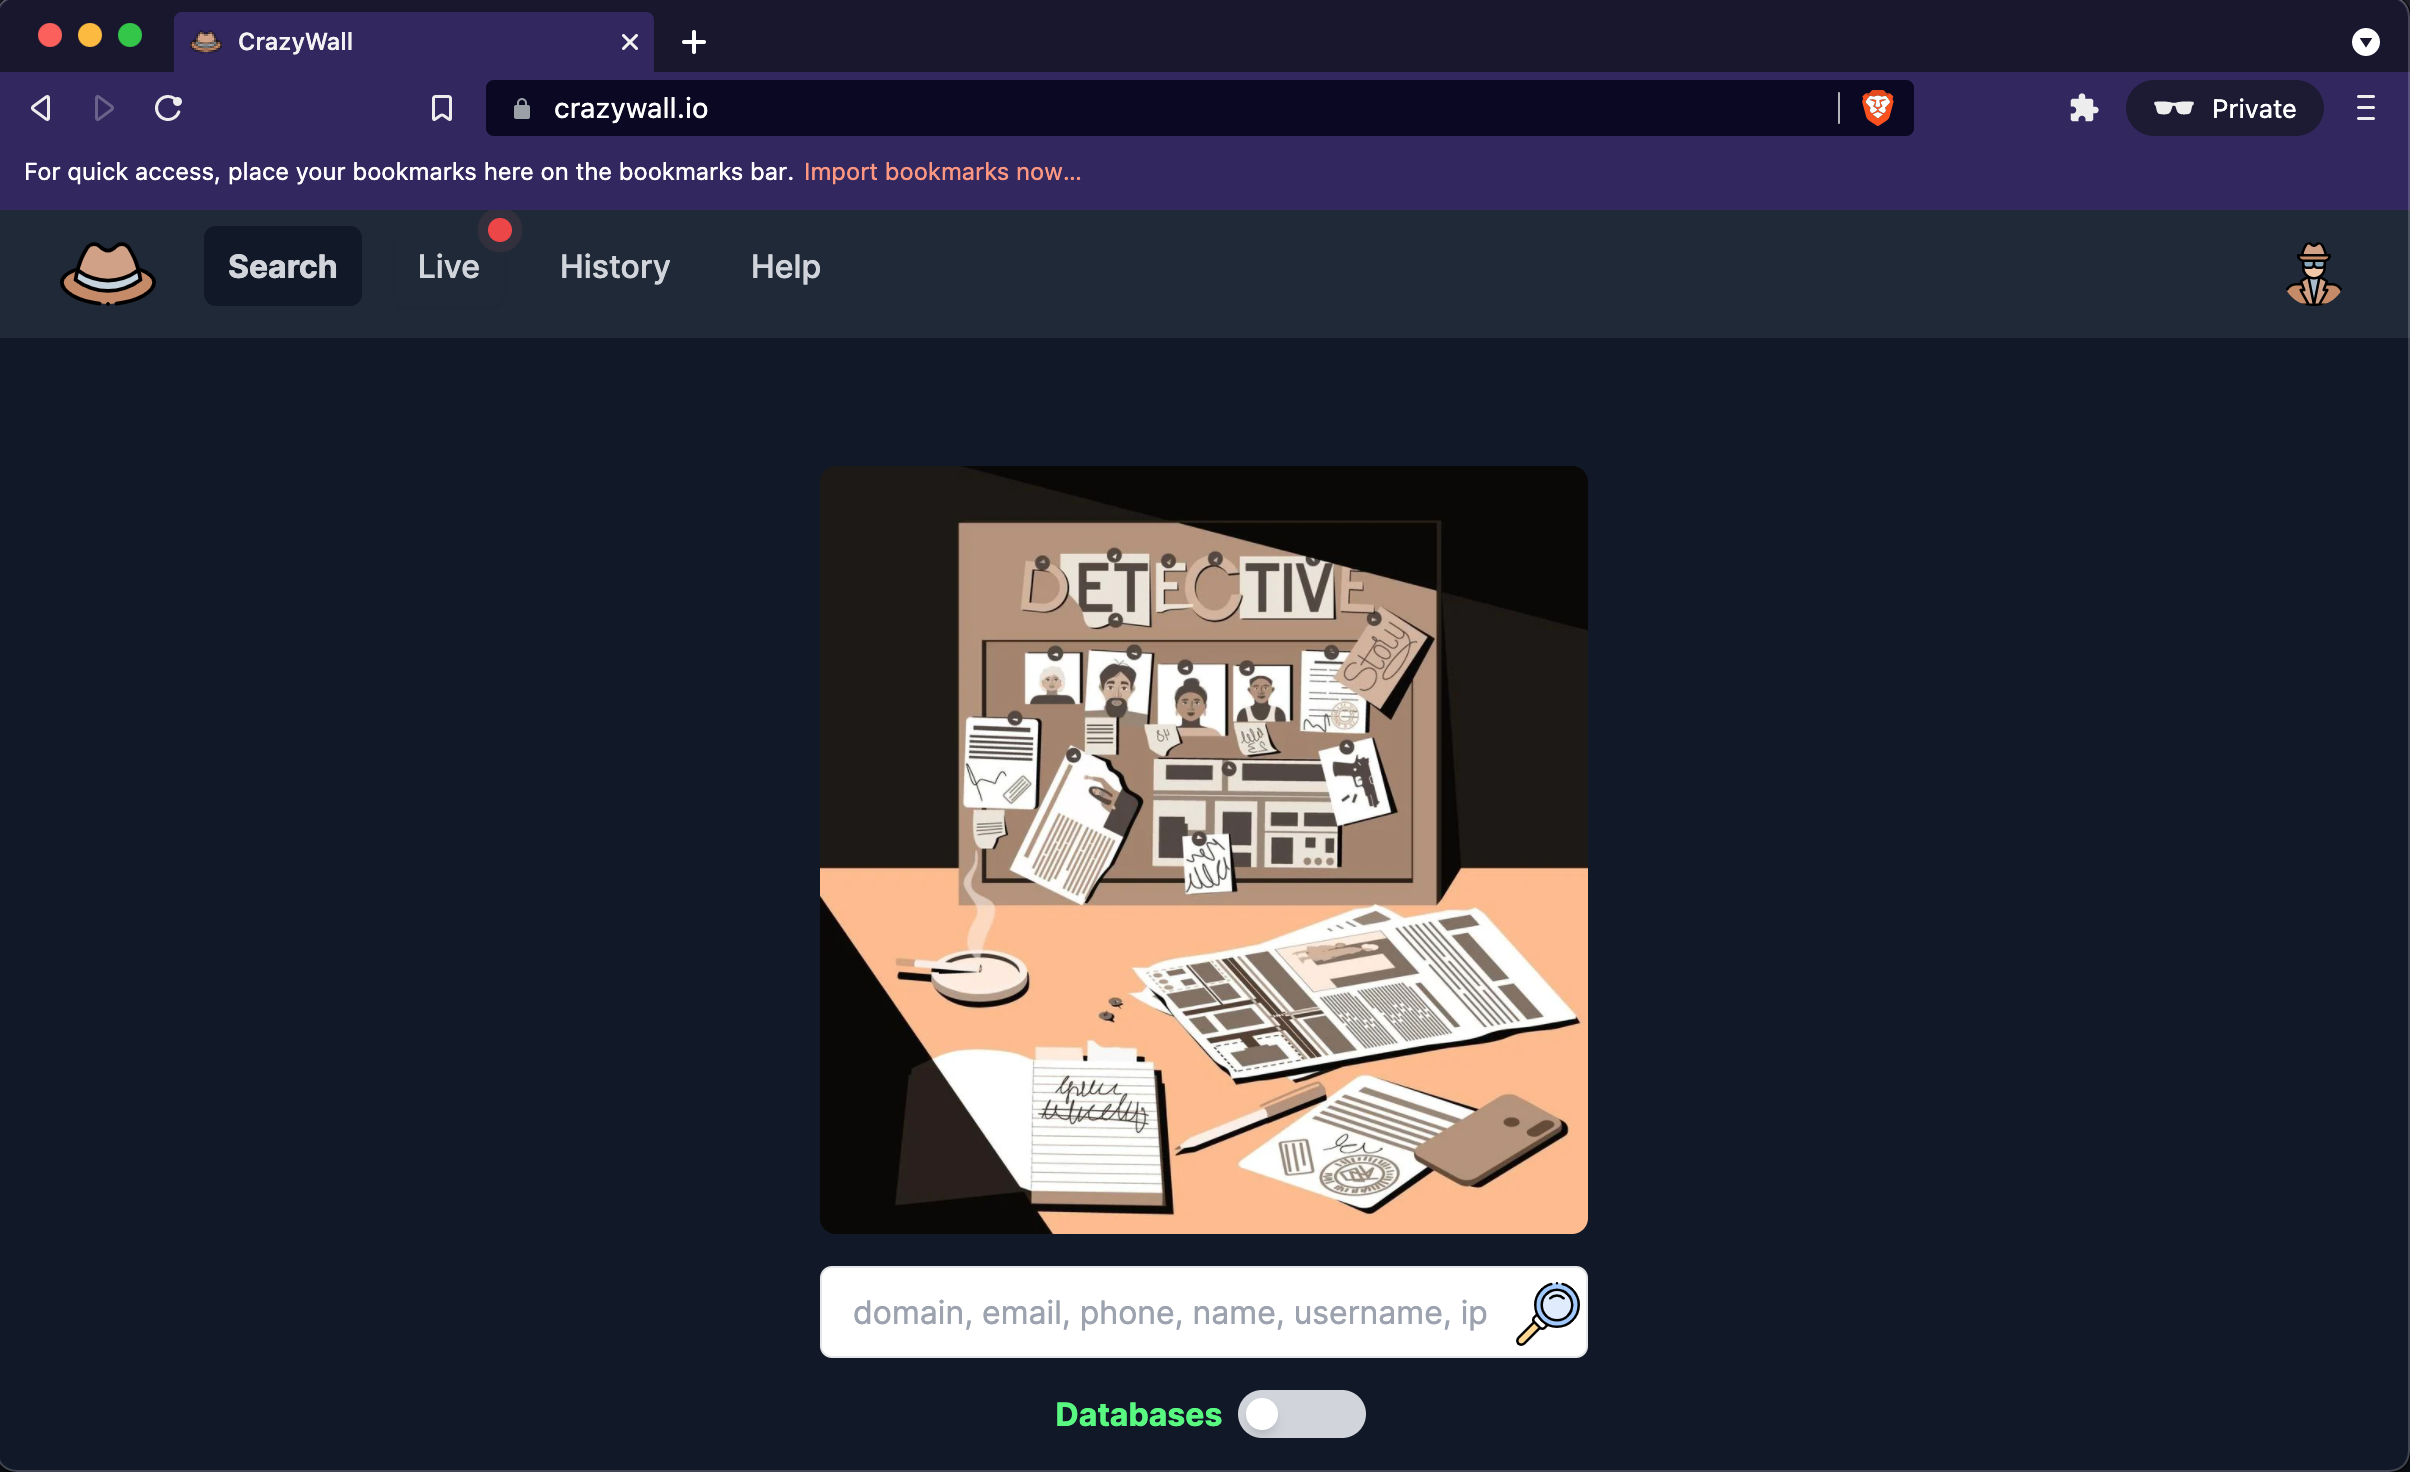 CrazyWall
crazywall.io
Private
For quick access, place your bookmarks here on the bookmarks bar. Import bookmarks now...
Search
Live
History
Help
DETECTIVE
Stay
domain, email, phone, name, username, ip
Databases